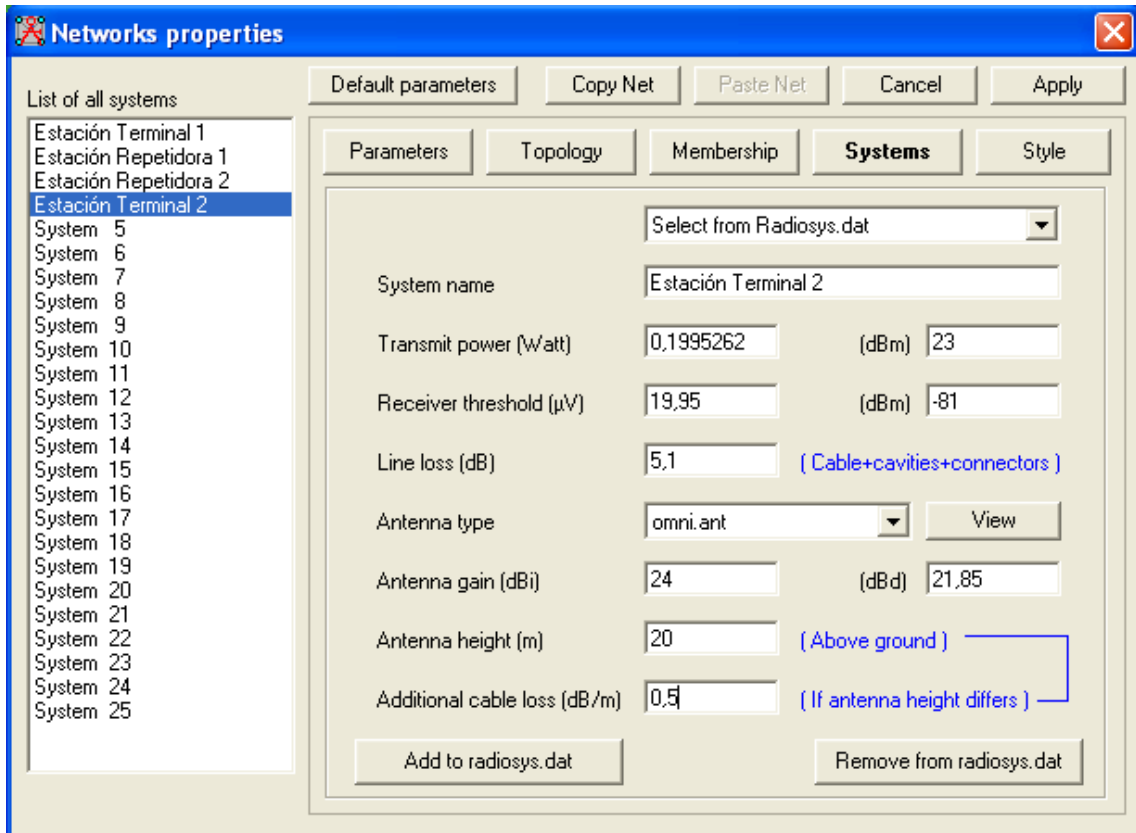 Networks properties
Default parameters
Copy Net
Paste Net
Cancel
Apply
List of all systems
Estación Terminal 1
Estación Repetidora 1
Estación Repetidora 2
Estación Terminal 2
System 5
System 6
System 7
System 8
System 9
System 10
System 11
System 12
System 13
System 14
System 15
System 16
System 17
System 18
System 19
System 20
System 21
System 22
System 23
System 24
System 25
Parameters
Topology
Membership
Systems
Style
Select from Radiosys.dat
System name Estación Terminal 2
Transmit power (Watt) 0,1995262 (dBm) 23
Receiver threshold (µV) 19,95 (dBm) -81
Line loss (dB) 5,1 ( Cable+cavities+connectors )
Antenna type omni.ant View
Antenna gain (dBi) 24 (dBd) 21,85
Antenna height (m) 20 ( Above ground )
Additional cable loss (dB/m) 0,5 ( If antenna height differs )
Add to radiosys.dat
Remove from radiosys.dat